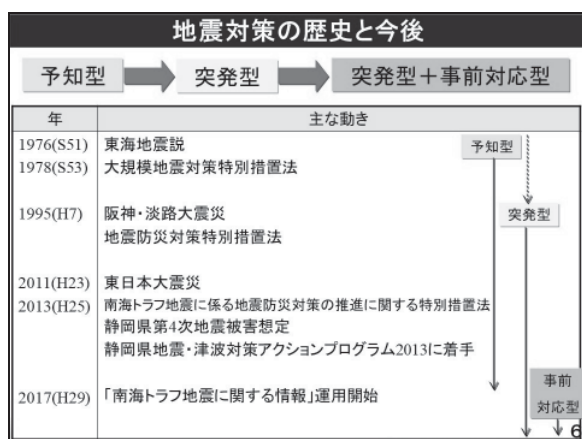 地震対策の歴史と今後
予知型 突発型 突発型＋事前対応型
年 主な動き
1976(S51) 東海地震説 予知型
1978(S53) 大規模地震対策特別措置法
1995(H7) 阪神・淡路大震災 突発型
地震防災対策特別措置法
2011(H23) 東日本大震災
2013(H25) 南海トラフ地震に係る地震防災対策の推進に関する特別措置法
静岡県第4次地震被害想定
静岡県地震・津波対策アクションプログラム2013に着手
2017(H29) 「南海トラフ地震に関する情報」運用開始
事前
対応型
6